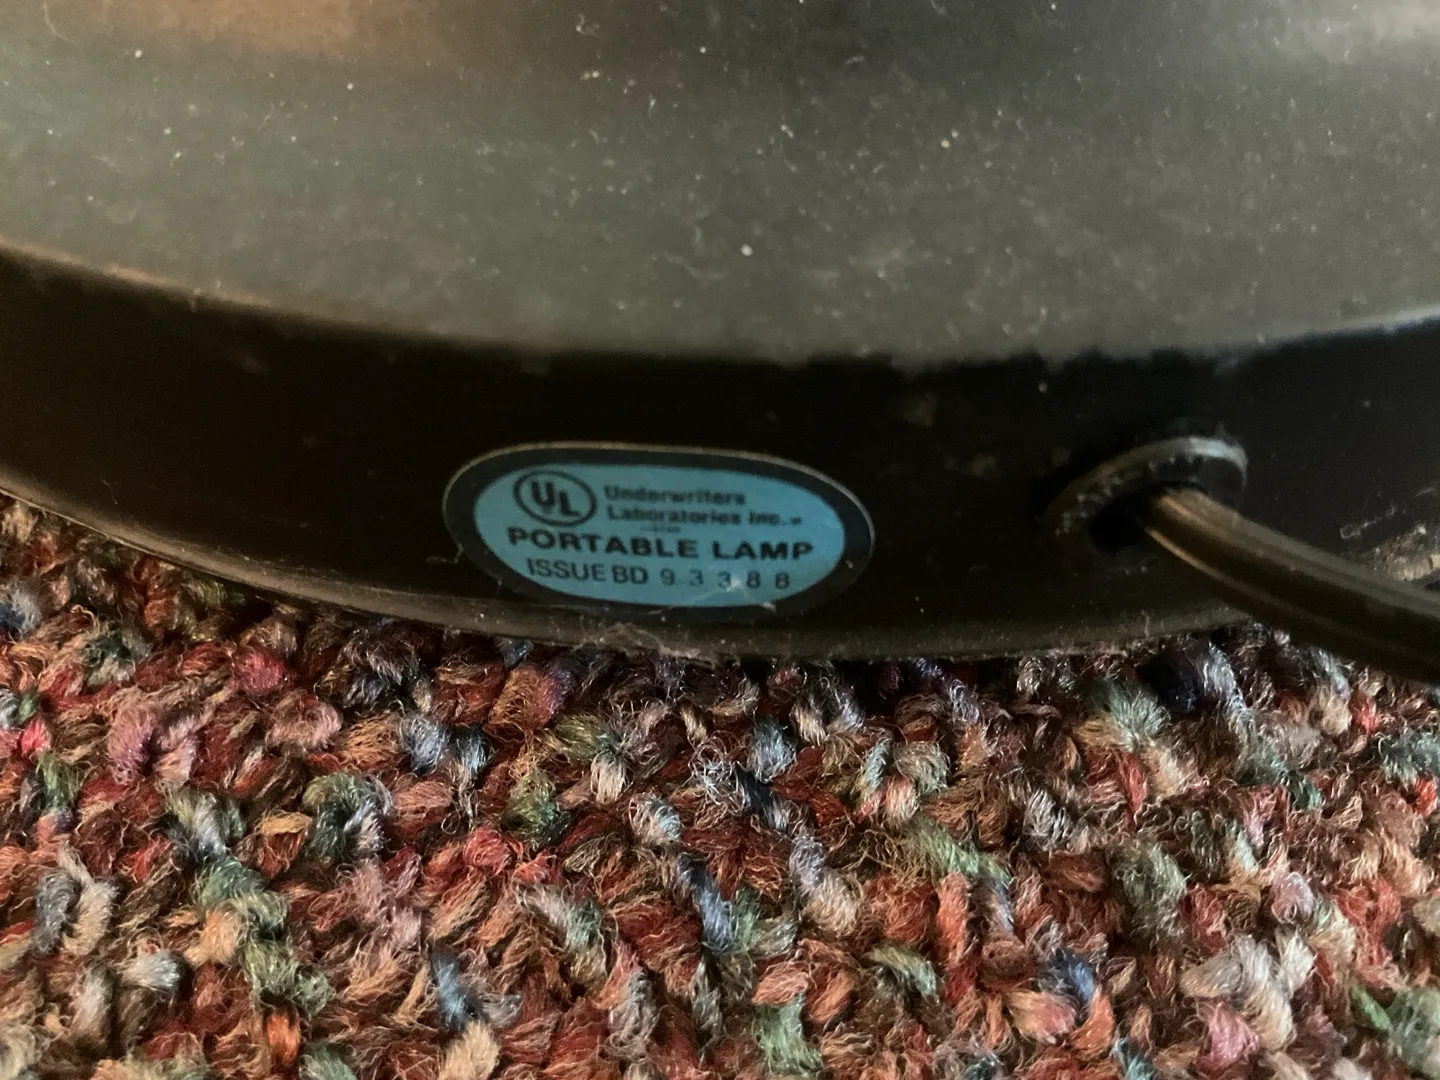 UL
Underwriters
Laboratories Inc.
PORTABLE LAMP
ISSUE BD 9 3 3 8 8